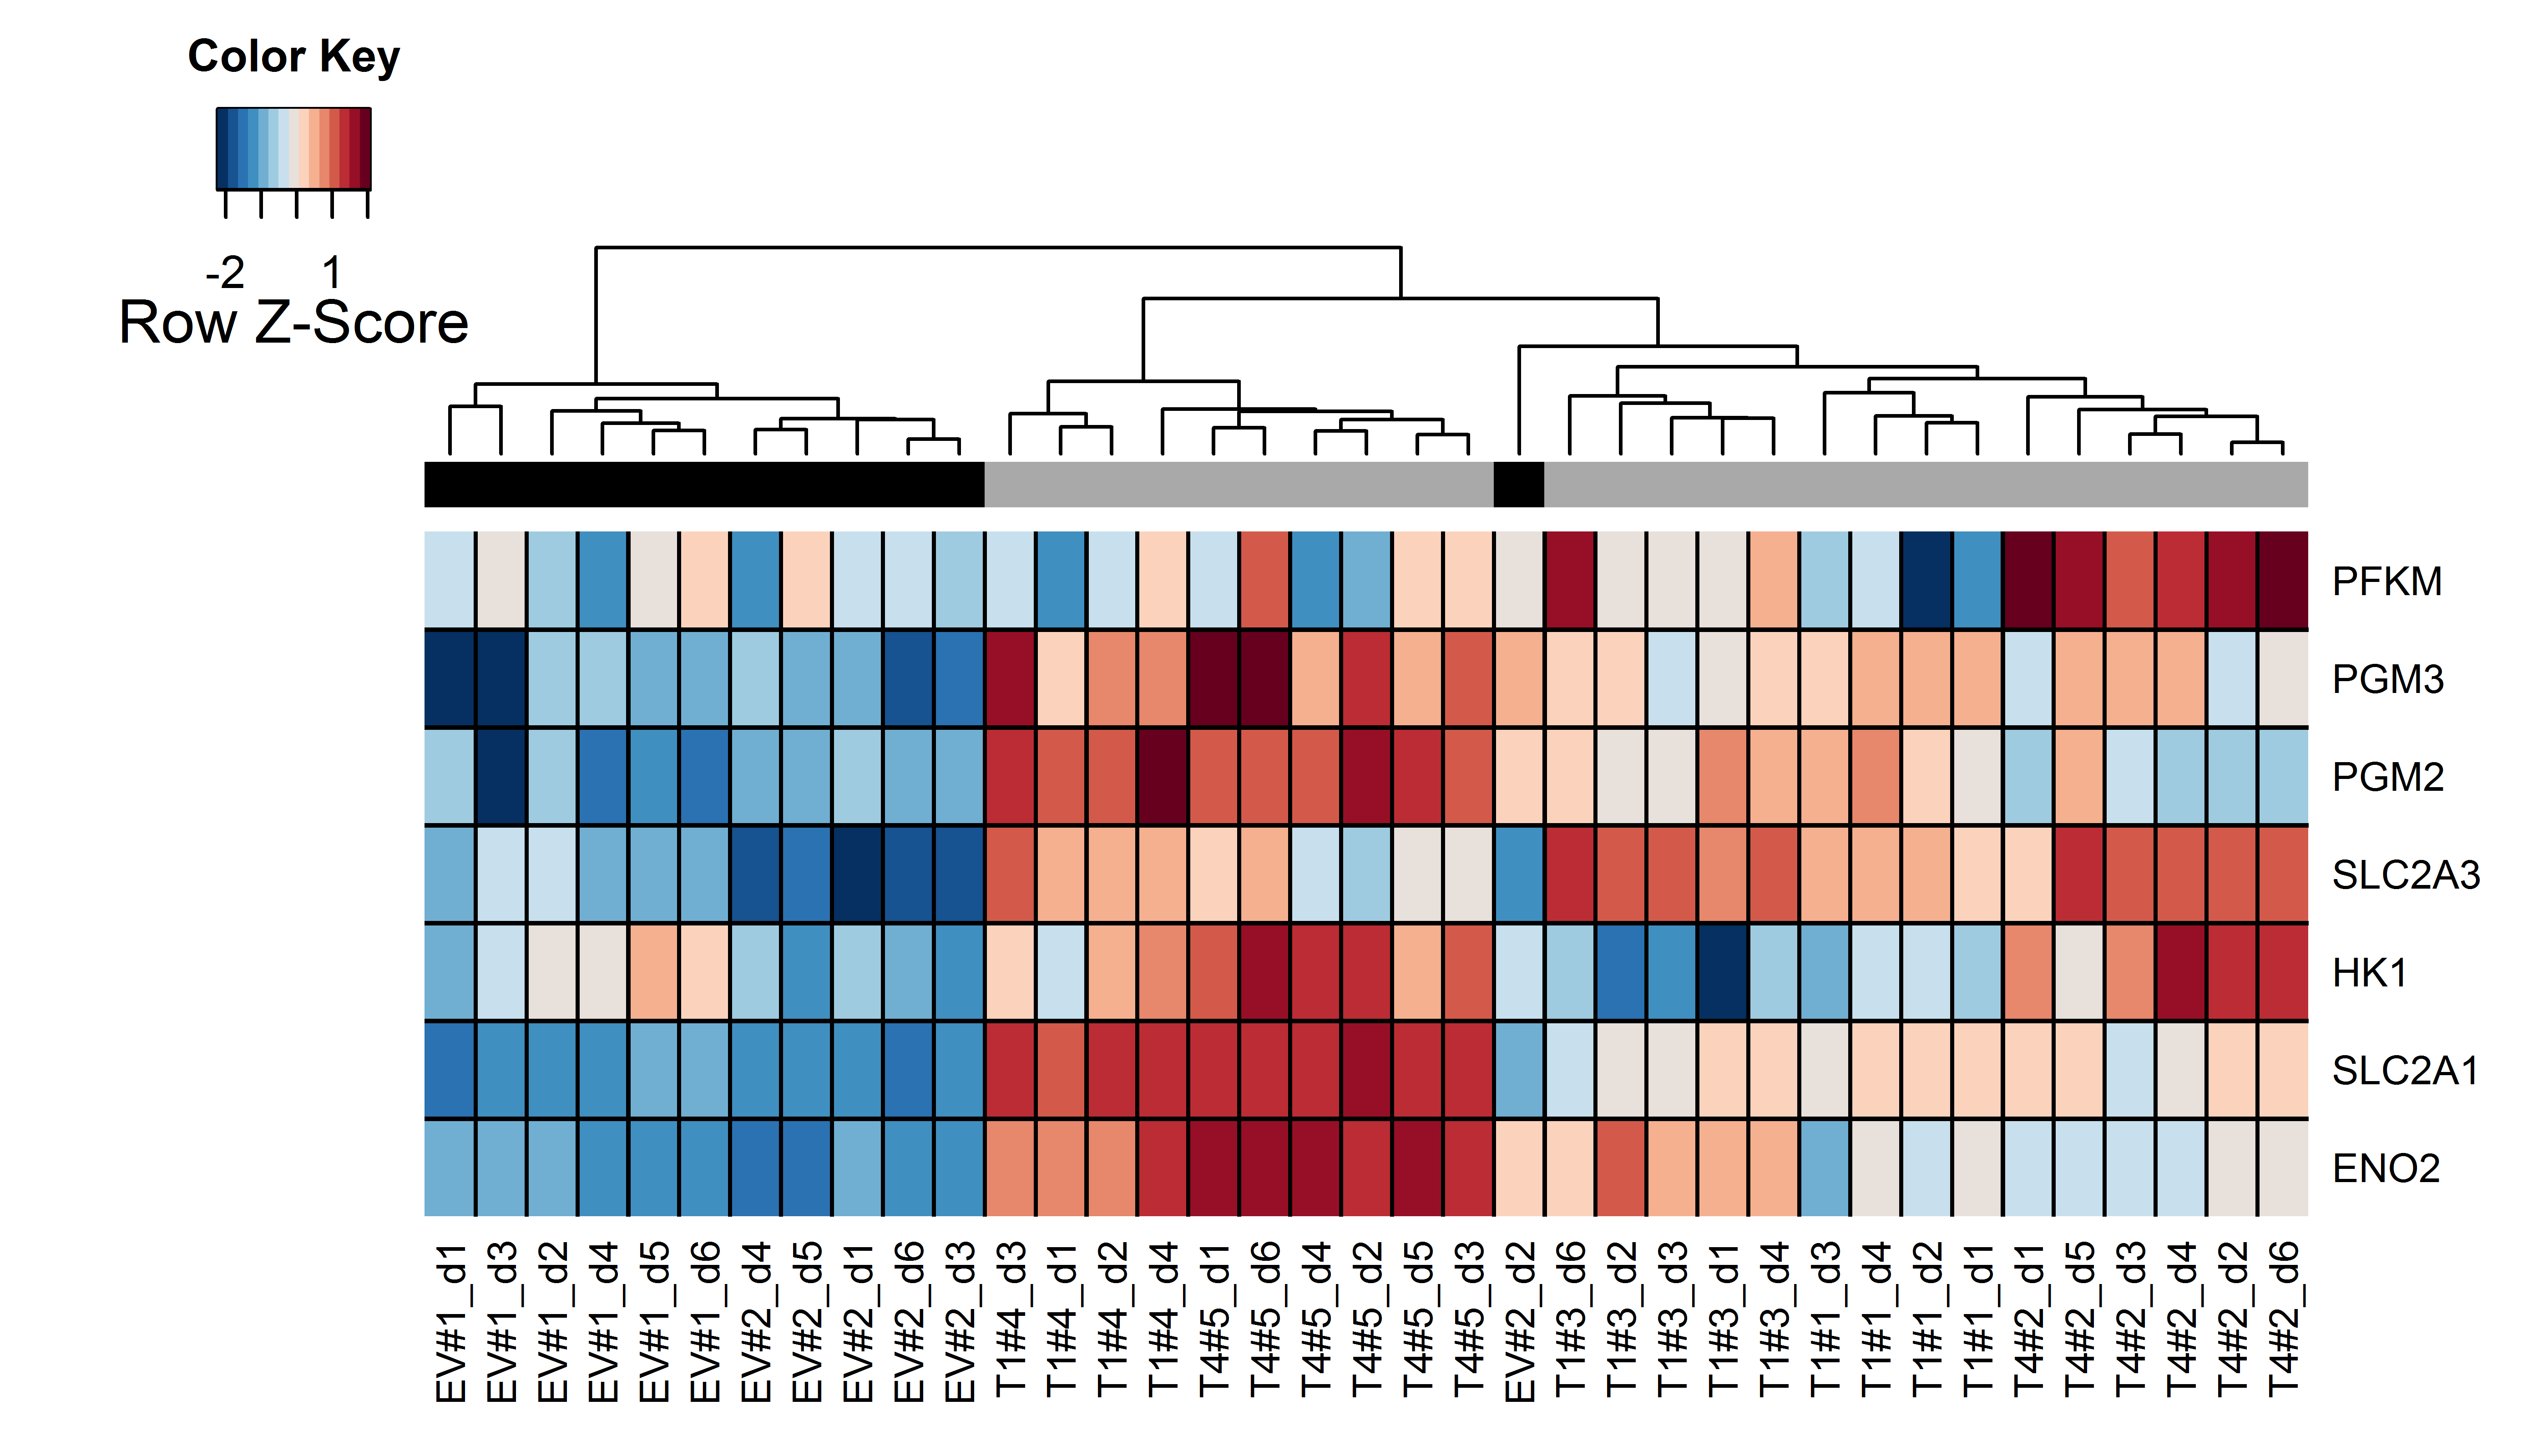 Color Key
-2 1
Row Z-Score
PFKM
PGM3
PGM2
SLC2A3
HK1
SLC2A1
ENO2
EV#1_d1
EV#1_d3
EV#1_d2
EV#1_d4
EV#1_d5
EV#1_d6
EV#2_d4
EV#2_d5
EV#2_d1
EV#2_d6
EV#2_d3
T1#4_d3
T1#4_d1
T1#4_d2
T1#4_d4
T4#5_d1
T4#5_d6
T4#5_d4
T4#5_d2
T4#5_d5
T4#5_d3
EV#2_d2
T1#3_d6
T1#3_d2
T1#3_d3
T1#3_d1
T1#3_d4
T1#1_d3
T1#1_d4
T1#1_d2
T1#1_d1
T4#2_d1
T4#2_d5
T4#2_d3
T4#2_d4
T4#2_d2
T4#2_d6